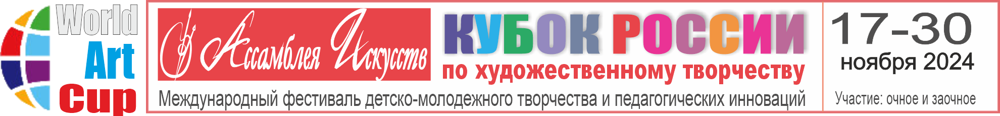 World
Art
Cup
Ассамблея Искусств
КУБОК РОССИИ
по художественному творчеству
Международный фестиваль детско-молодежного творчества и педагогических инноваций
17-30
ноября 2024
Участие: очное и заочное